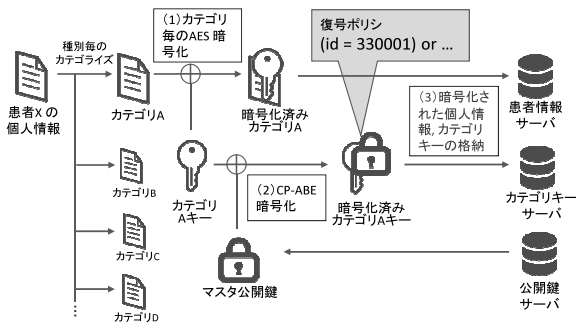 種別毎の
カテゴライズ
(1)カテゴリ
毎のAES 暗
号化
復号ポリシ
(id = 330001) or ...
患者X の
個人情報
カテゴリA
暗号化済み
カテゴリA
(3)暗号化さ
れた個人情
報, カテゴリ
キーの格納
患者情報
サーバ
カテゴリB
カテゴリ
Aキー
(2)CP-ABE
暗号化
暗号化済み
カテゴリAキー
カテゴリキー
サーバ
カテゴリC
マスタ公開鍵
公開鍵
サーバ
カテゴリD